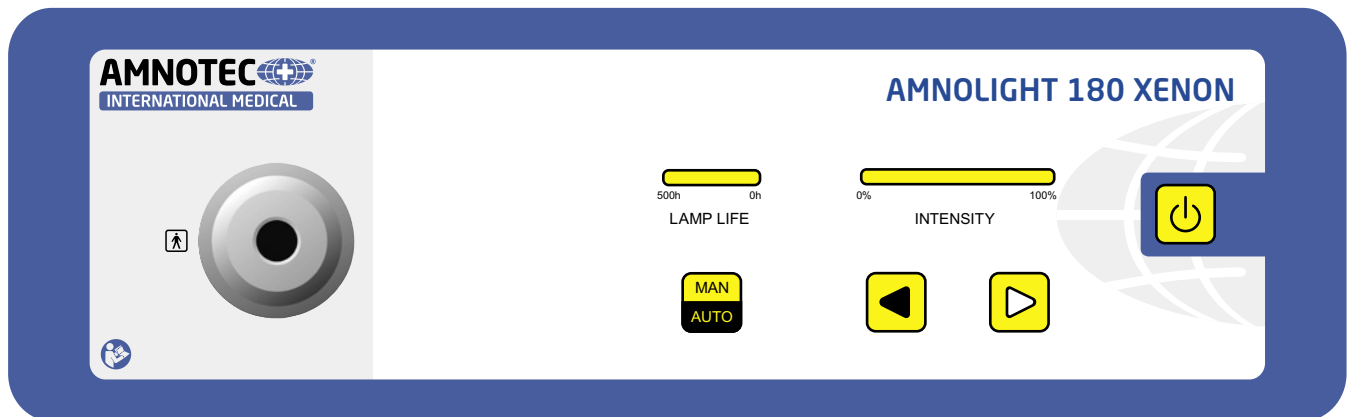 AMNOTEC®
INTERNATIONAL MEDICAL
AMNOLIGHT 180 XENON
500h 0h
LAMP LIFE
0% 100%
INTENSITY
MAN
AUTO